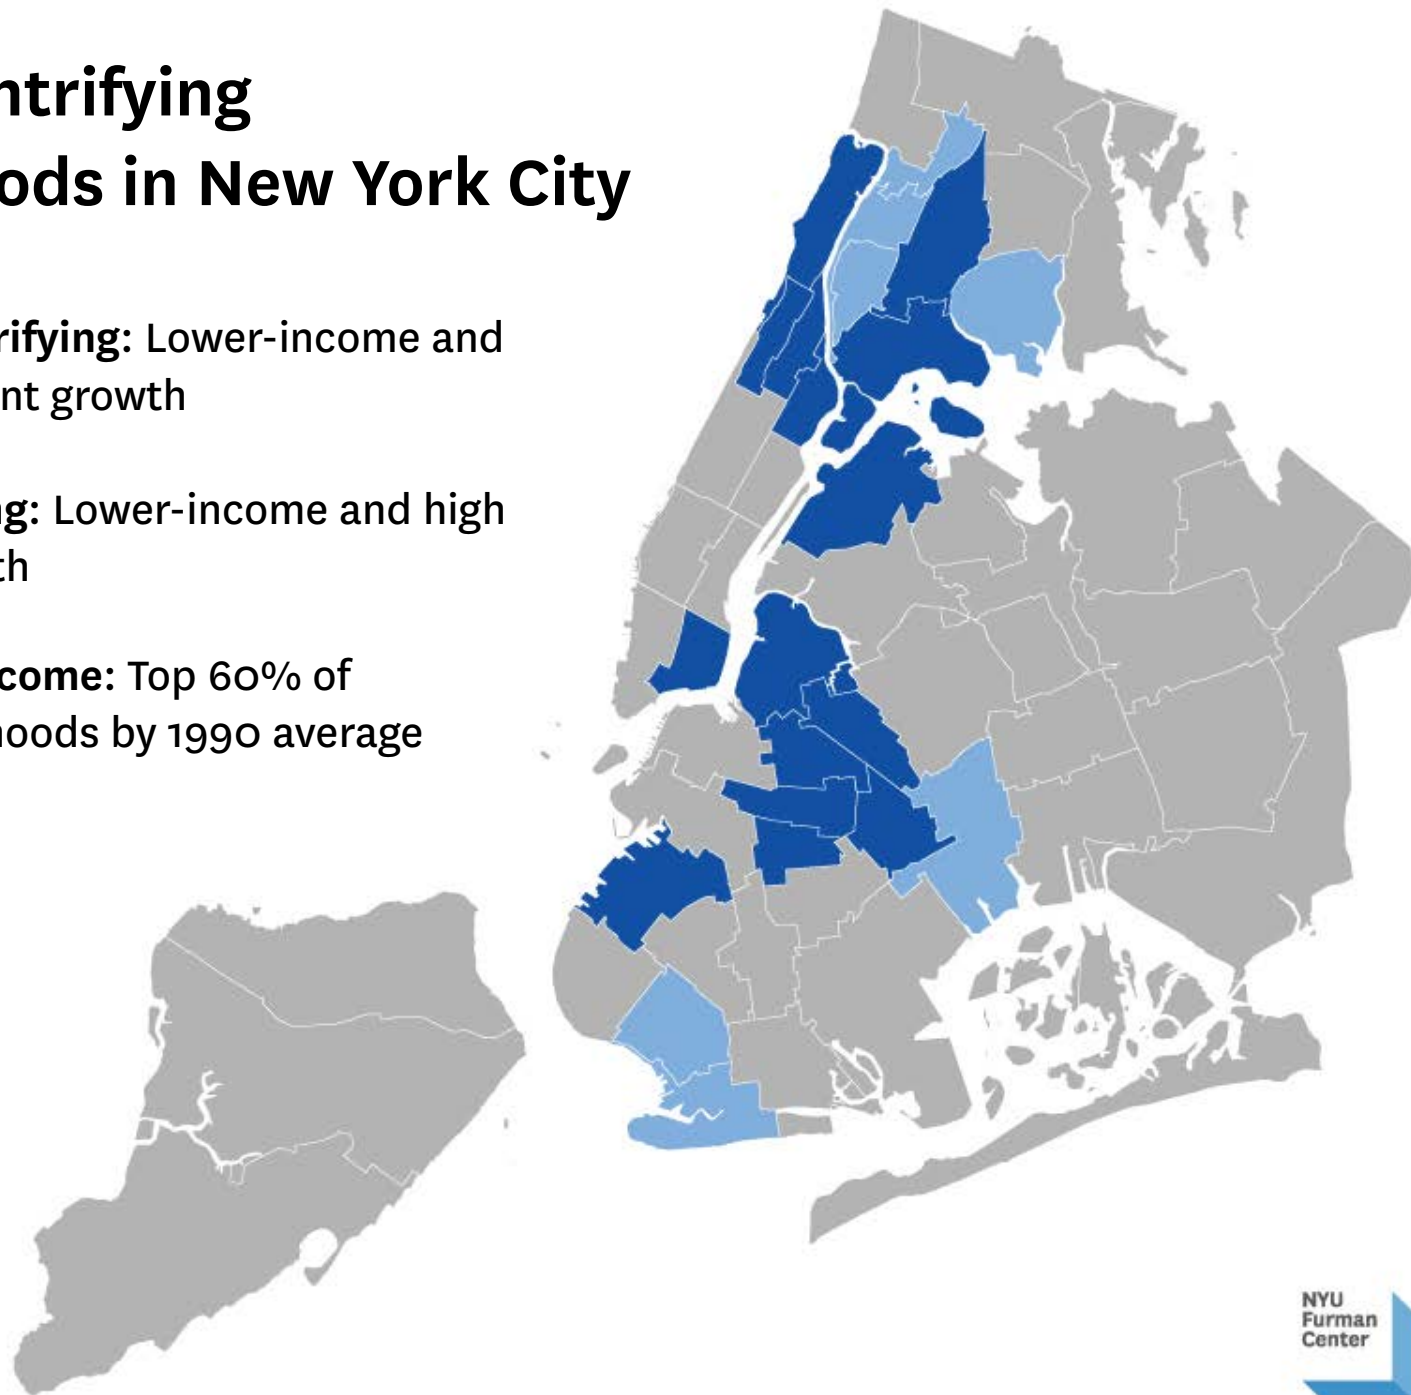 ntrifying
ods in New York City
rifying: Lower-income and
nt growth
ng: Lower-income and high
th
come: Top 60% of
hoods by 1990 average
NYU
Furman
Center